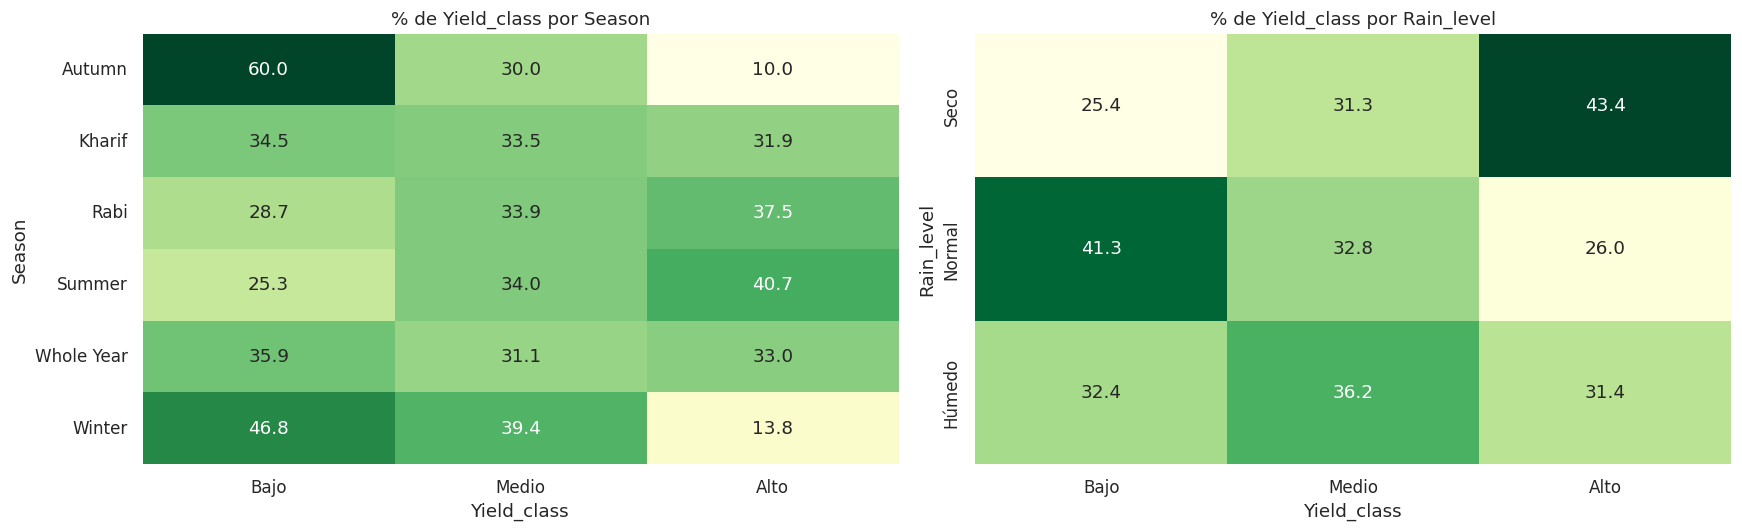 % de Yield_class por Season
Season
Autumn 60.0 30.0 10.0
Kharif 34.5 33.5 31.9
Rabi 28.7 33.9 37.5
Summer 25.3 34.0 40.7
Whole Year 35.9 31.1 33.0
Winter 46.8 39.4 13.8
Bajo Medio Alto
Yield_class
% de Yield_class por Rain_level
Rain_level
Seco 25.4 31.3 43.4
Normal 41.3 32.8 26.0
Húmedo 32.4 36.2 31.4
Bajo Medio Alto
Yield_class